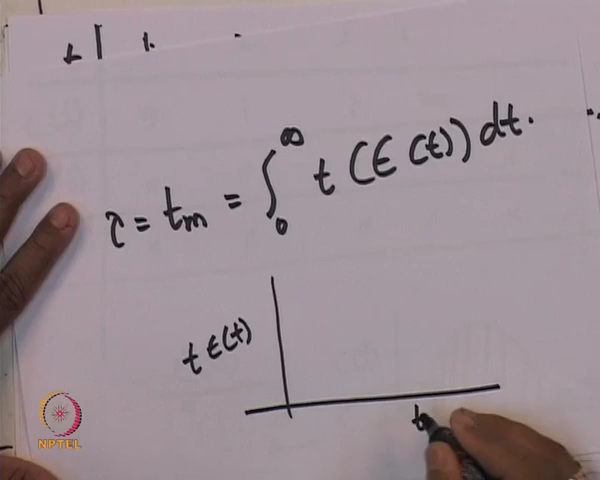 τ = tm = ∫₀^∞ t (E(t)) dt.
t E(t)
t
NPTEL